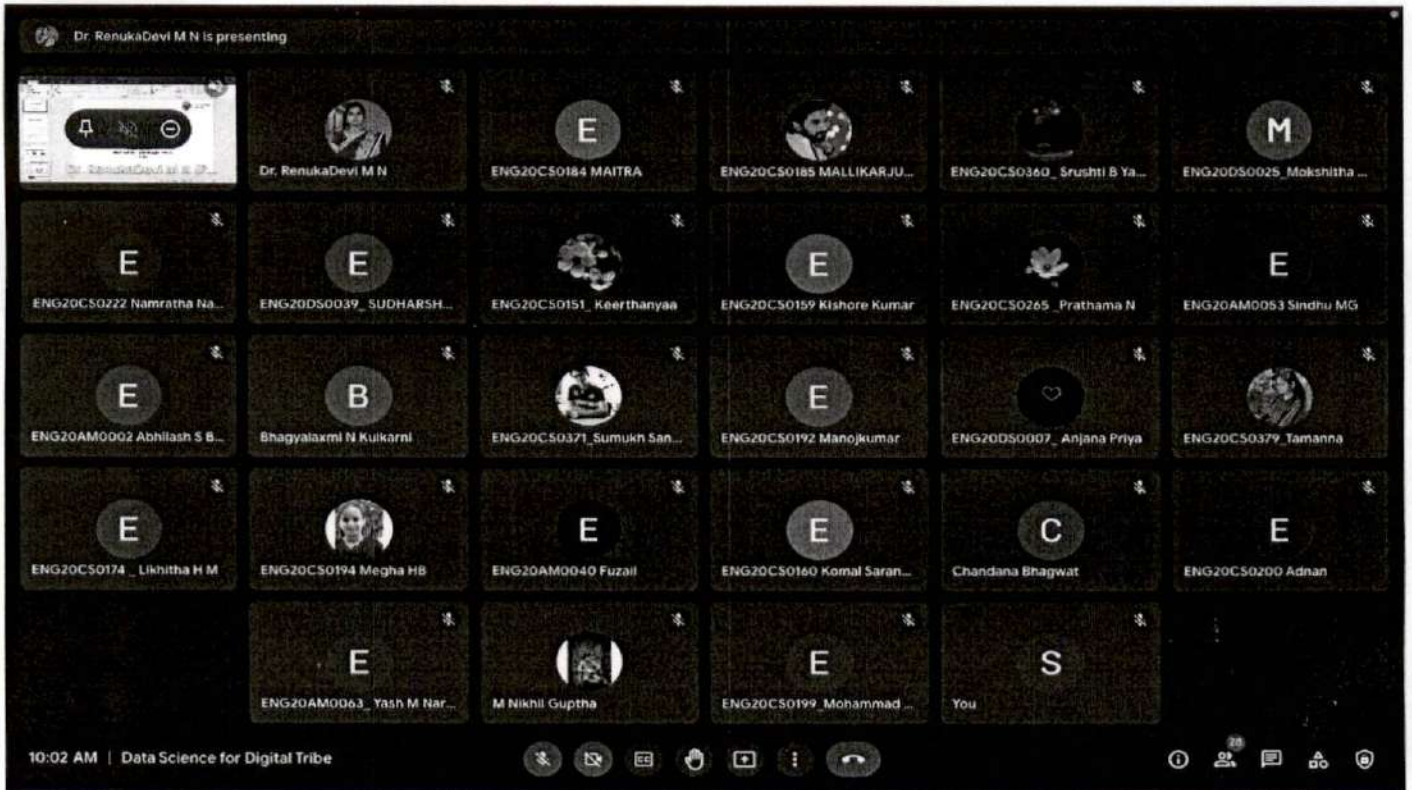 Dr. RenukaDevi M N is presenting
Dr. RenukaDevi M N
E
ENG20CS0184 MAITRA
ENG20CS0185 MALLIKARJU...
ENG20CS0360_ Srushti B Ya...
M
ENG20DS0025_Mokshitha ...
E
ENG20CS0222 Namratha Na...
E
ENG20DS0039_ SUDHARSH...
ENG20CS0151_ Keerthanyaa
E
ENG20CS0159 Kishore Kumar
ENG20CS0265 _Prathama N
E
ENG20AM0053 Sindhu MG
E
ENG20AM0002 Abhilash S B...
B
Bhagyalaxmi N Kulkarni
ENG20CS0371_Sumukh San...
E
ENG20CS0192 Manojkumar
ENG20DS0007_ Anjana Priya
ENG20CS0379_Tamanna
E
ENG20CS0174 _ Likhitha H M
ENG20CS0194 Megha HB
E
ENG20AM0040 Fuzail
E
ENG20CS0160 Komal Saran...
C
Chandana Bhagwat
E
ENG20CS0200 Adnan
E
ENG20AM0063_ Yash M Nar...
M Nikhil Guptha
E
ENG20CS0199_Mohammad ...
S
You
10:02 AM | Data Science for Digital Tribe
CC
28